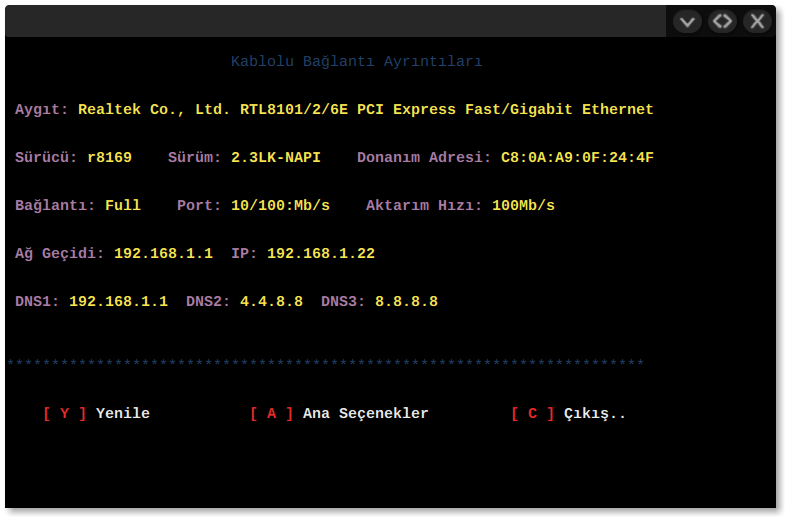 Kablolu Bağlantı Ayrıntıları
Aygıt: Realtek Co., Ltd. RTL8101/2/6E PCI Express Fast/Gigabit Ethernet
Sürücü: r8169    Sürüm: 2.3LK-NAPI    Donanım Adresi: C8:0A:A9:0F:24:4F
Bağlantı: Full    Port: 10/100:Mb/s    Aktarım Hızı: 100Mb/s
Ağ Geçidi: 192.168.1.1  IP: 192.168.1.22
DNS1: 192.168.1.1  DNS2: 4.4.8.8  DNS3: 8.8.8.8
***********************************************************************
[ Y ] Yenile           [ A ] Ana Seçenekler         [ C ] Çıkış..